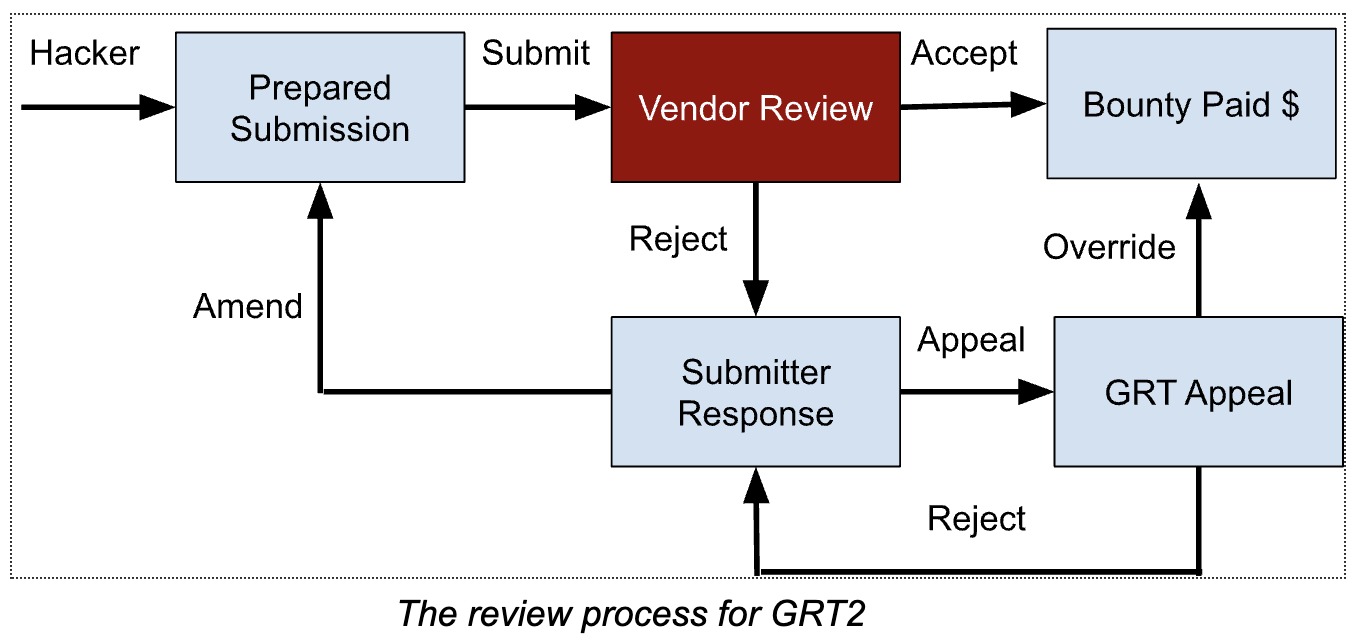 Hacker
Prepared
Submission
Submit
Vendor Review
Accept
Bounty Paid $
Reject
Override
Amend
Submitter
Response
Appeal
GRT Appeal
Reject
The review process for GRT2